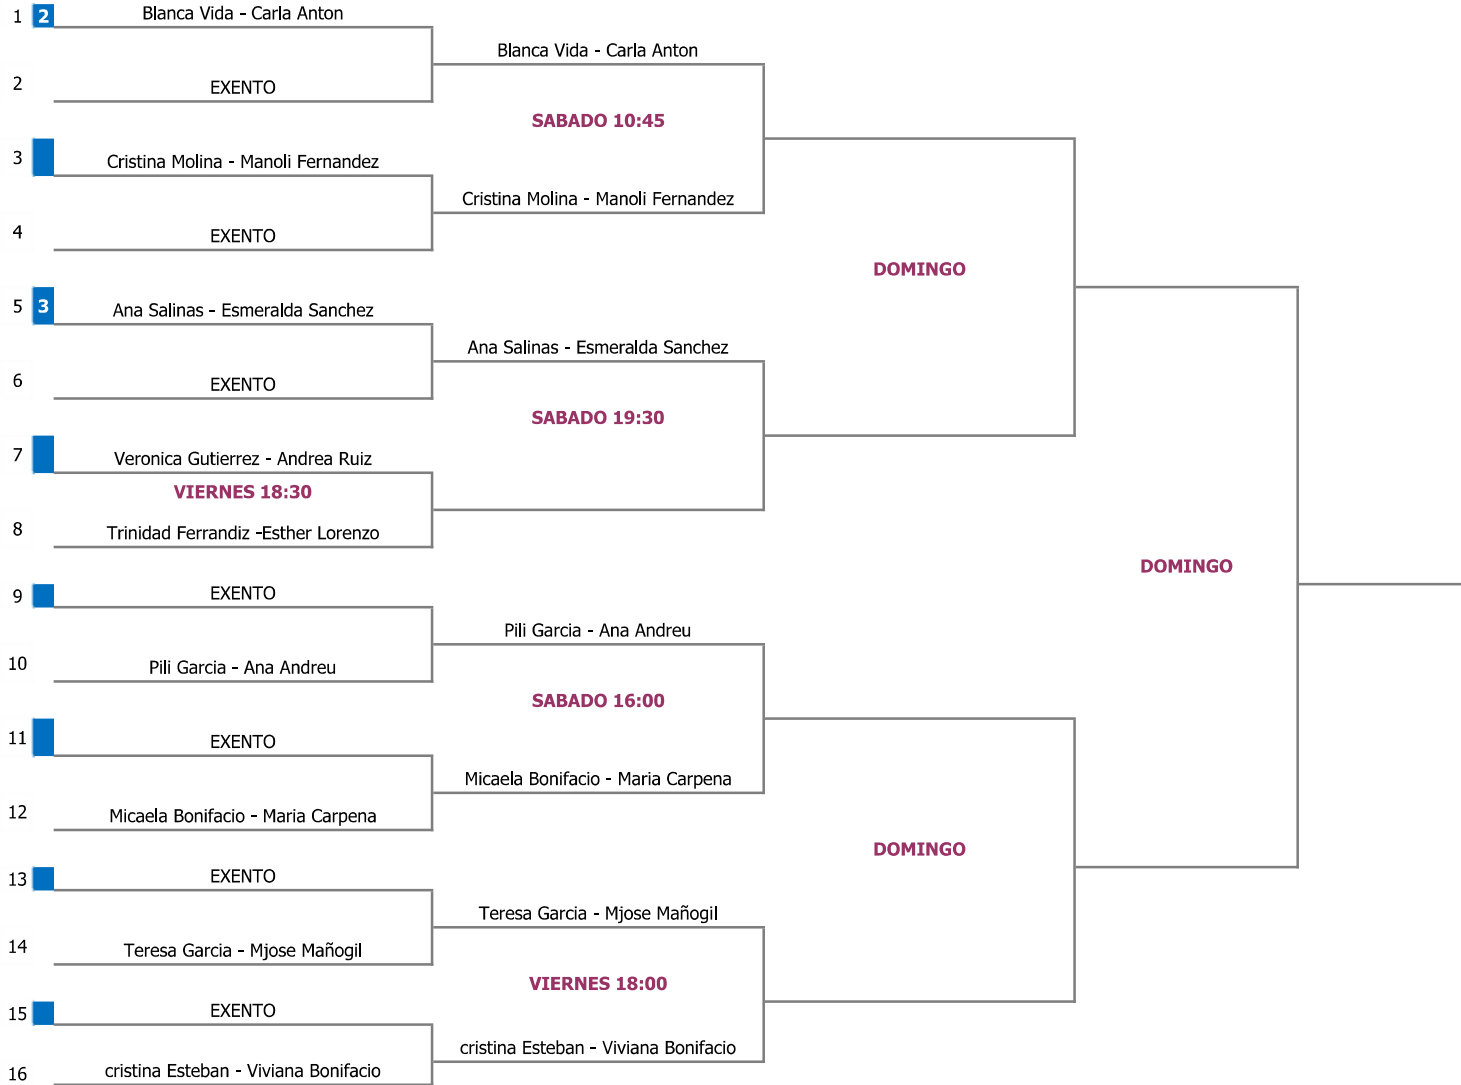 1 2 Blanca Vida - Carla Anton
Blanca Vida - Carla Anton
2 EXENTO
SABADO 10:45
3 Cristina Molina - Manoli Fernandez
Cristina Molina - Manoli Fernandez
4 EXENTO
DOMINGO
5 3 Ana Salinas - Esmeralda Sanchez
Ana Salinas - Esmeralda Sanchez
6 EXENTO
SABADO 19:30
7 Veronica Gutierrez - Andrea Ruiz
VIERNES 18:30
8 Trinidad Ferrandiz -Esther Lorenzo
DOMINGO
9 EXENTO
Pili Garcia - Ana Andreu
10 Pili Garcia - Ana Andreu
SABADO 16:00
11 EXENTO
Micaela Bonifacio - Maria Carpena
12 Micaela Bonifacio - Maria Carpena
DOMINGO
13 EXENTO
Teresa Garcia - Mjose Mañogil
14 Teresa Garcia - Mjose Mañogil
VIERNES 18:00
15 EXENTO
cristina Esteban - Viviana Bonifacio
16 cristina Esteban - Viviana Bonifacio